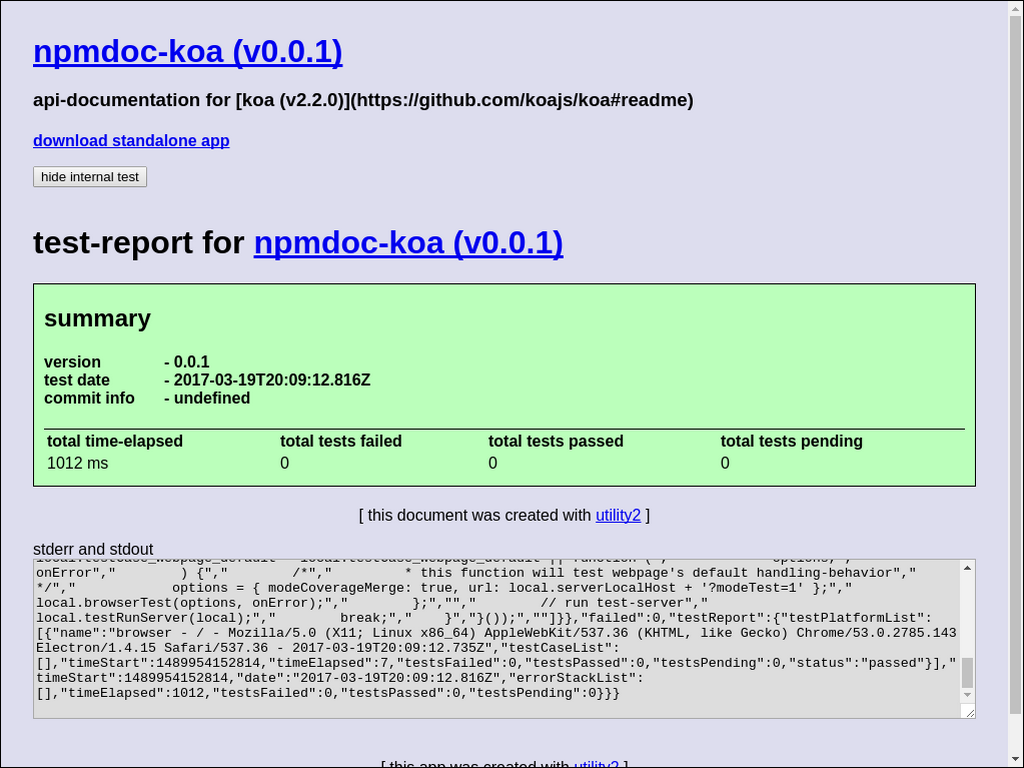 npmdoc-koa (v0.0.1)
api-documentation for [koa (v2.2.0)](https://github.com/koajs/koa#readme)
download standalone app
hide internal test
test-report for npmdoc-koa (v0.0.1)
summary
version - 0.0.1
test date - 2017-03-19T20:09:12.816Z
commit info - undefined
total time-elapsed total tests failed total tests passed total tests pending
1012 ms 0 0 0
[ this document was created with utility2 ]
stderr and stdout
onError","        ) {","        /*","         * this function will test webpage's default handling-behavior","
*/","            options = { modeCoverageMerge: true, url: local.serverLocalHost + '?modeTest=1' };","
local.browserTest(options, onError);","        };","","        // run test-server","
local.testRunServer(local);","        break;","    }","}());",""]}},"failed":0,"testReport":{"testPlatformList":
[{"name":"browser - / - Mozilla/5.0 (X11; Linux x86_64) AppleWebKit/537.36 (KHTML, like Gecko) Chrome/53.0.2785.143
Electron/1.4.15 Safari/537.36 - 2017-03-19T20:09:12.735Z","testCaseList":
[],"timeStart":1489954152814,"timeElapsed":7,"testsFailed":0,"testsPassed":0,"testsPending":0,"status":"passed"}],"
timeStart":1489954152814,"date":"2017-03-19T20:09:12.816Z","errorStackList":
[],"timeElapsed":1012,"testsFailed":0,"testsPassed":0,"testsPending":0}}}
[ this app was created with utility2 ]